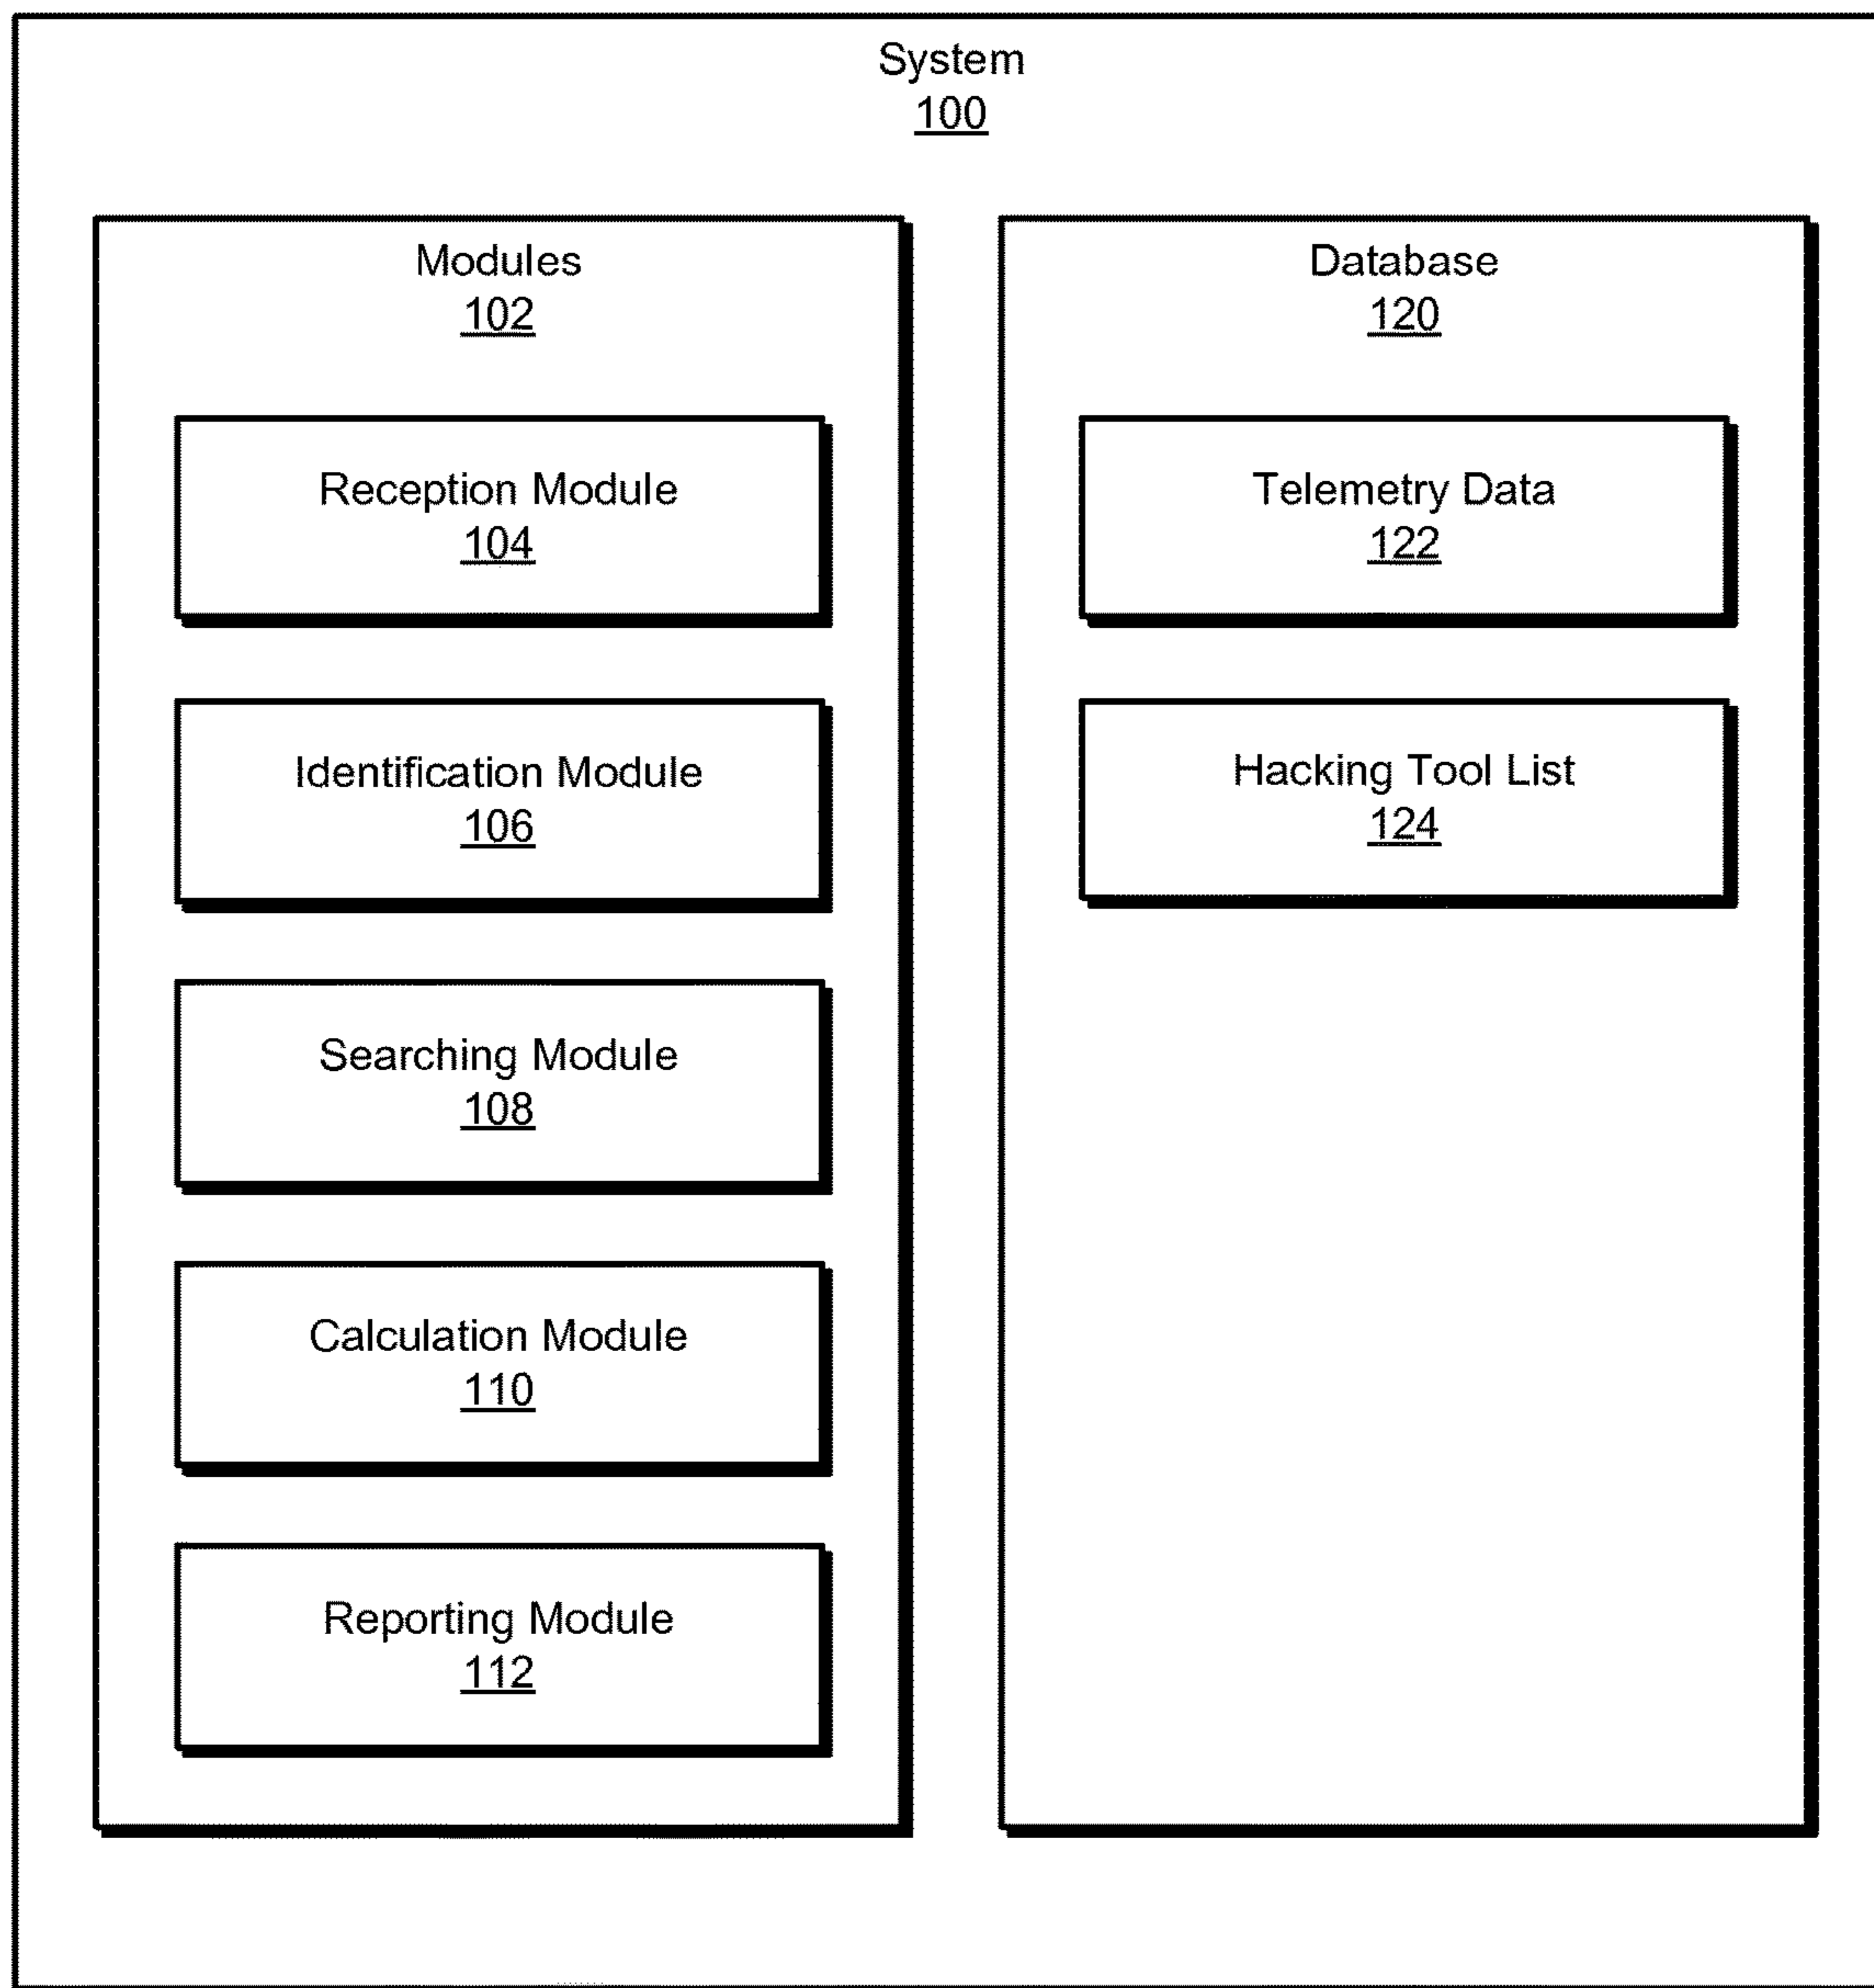 System
100
Modules
102
Reception Module
104
Identification Module
106
Searching Module
108
Calculation Module
110
Reporting Module
112
Database
120
Telemetry Data
122
Hacking Tool List
124